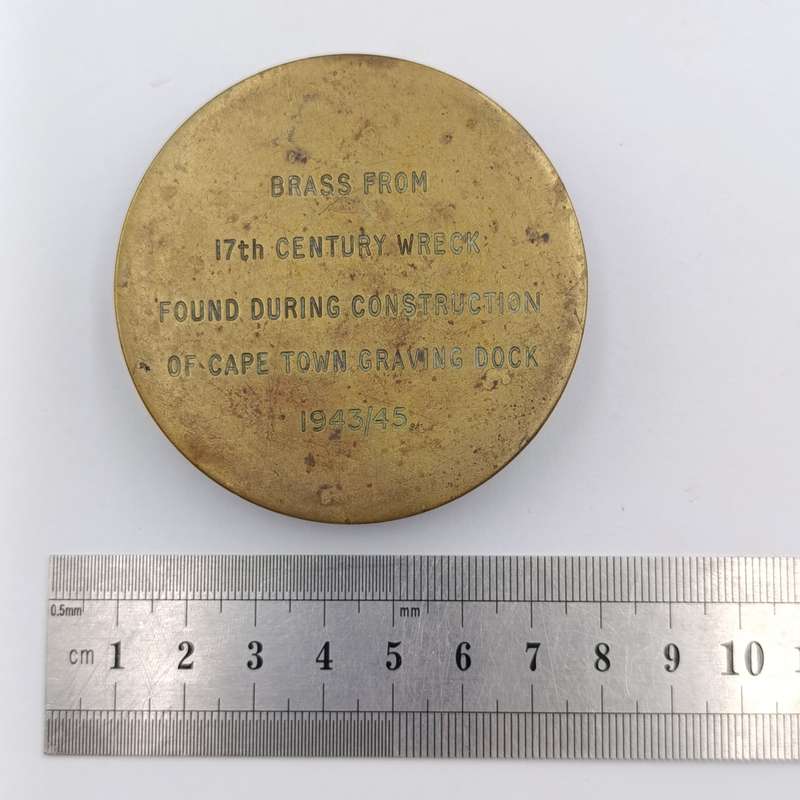 BRASS FROM
17th CENTURY WRECK
FOUND DURING CONSTRUCTION
OF CAPE TOWN GRAVING DOCK
1943/45
0.5mm mm
cm 1 2 3 4 5 6 7 8 9 10